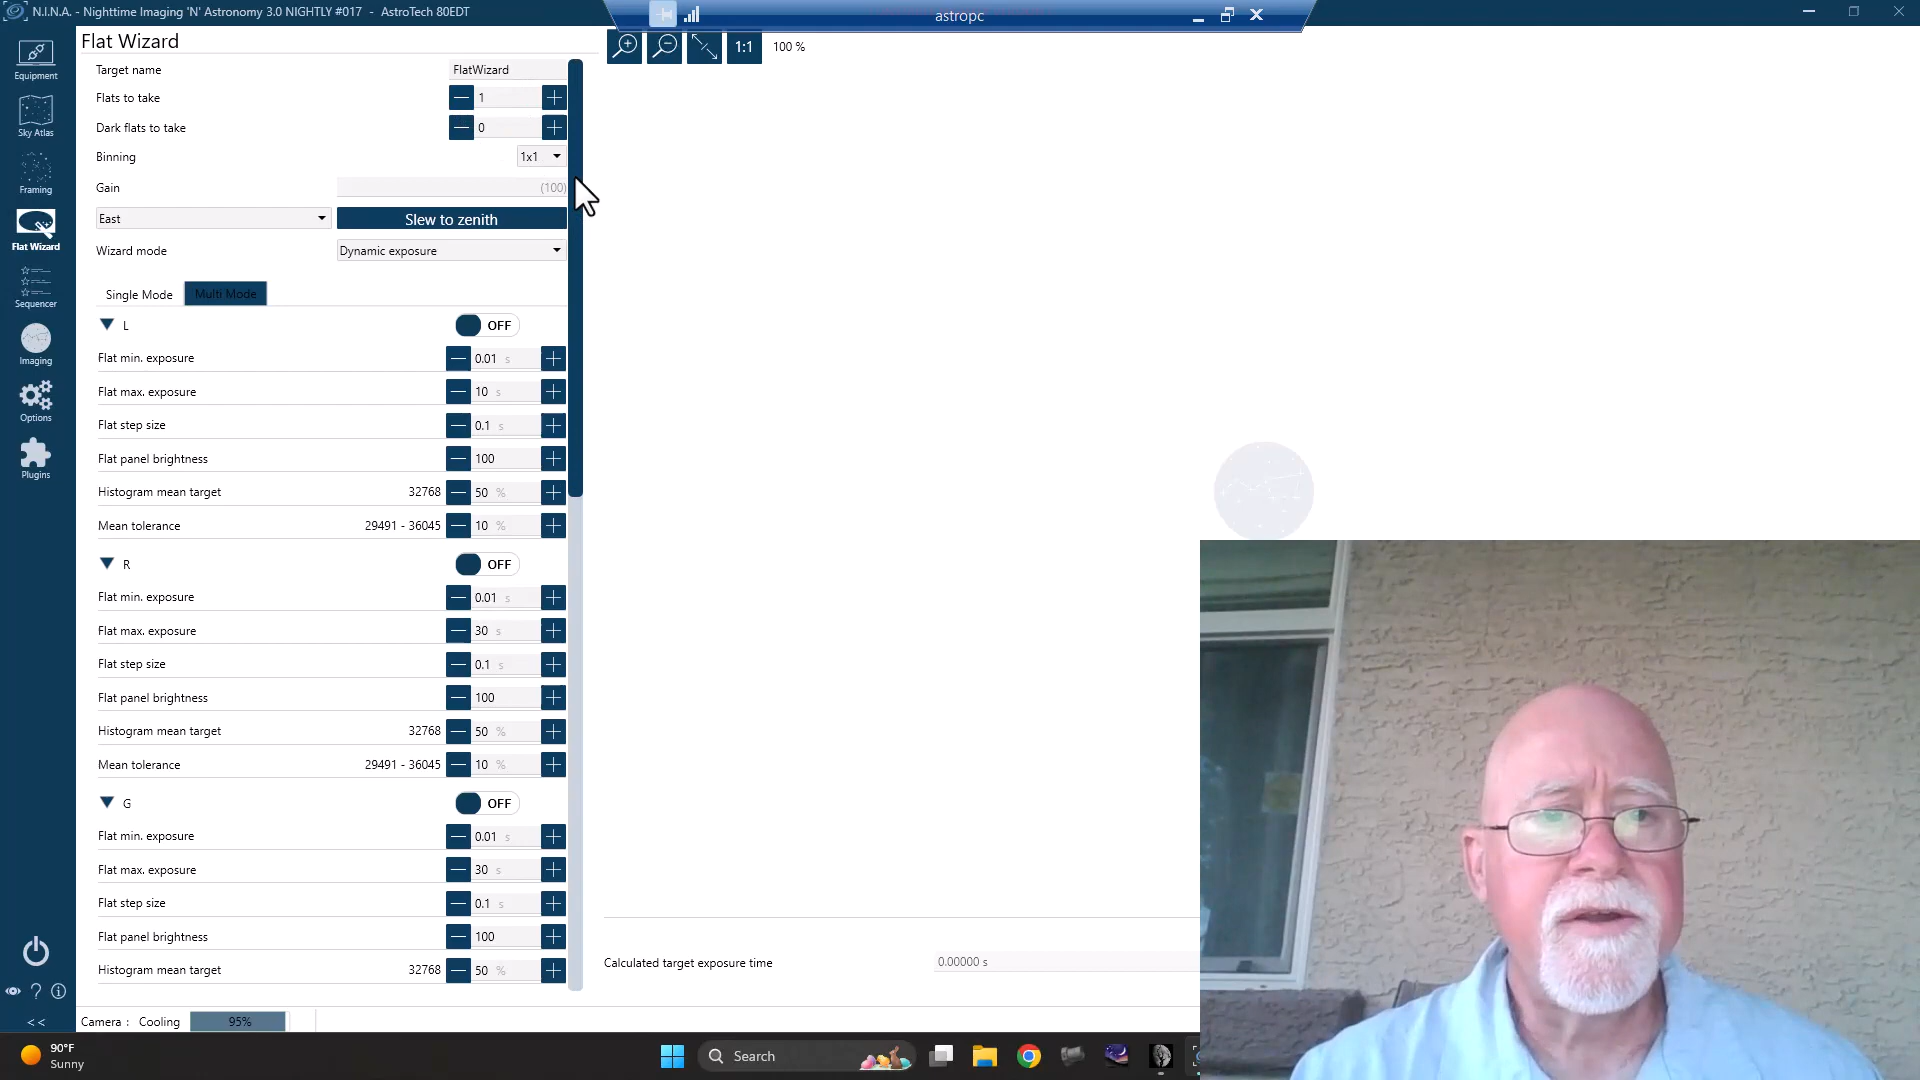 N.I.N.A. - Nighttime Imaging 'N' Astronomy 3.0 NIGHTLY #017 - AstroTech 80EDT
astropc
Flat Wizard
1:1
100 %
Equipment
Sky Atlas
Framing
Flat Wizard
Sequencer
Imaging
Options
Plugins
Target name FlatWizard
Flats to take 1
Dark flats to take 0
Binning 1x1
Gain (100)
East Slew to zenith
Wizard mode Dynamic exposure
Single Mode Multi Mode
L OFF
Flat min. exposure 0.01 s
Flat max. exposure 10 s
Flat step size 0.1 s
Flat panel brightness 100
Histogram mean target 32768 50 %
Mean tolerance 29491 - 36045 10 %
R OFF
Flat min. exposure 0.01 s
Flat max. exposure 30 s
Flat step size 0.1 s
Flat panel brightness 100
Histogram mean target 32768 50 %
Mean tolerance 29491 - 36045 10 %
G OFF
Flat min. exposure 0.01 s
Flat max. exposure 30 s
Flat step size 0.1 s
Flat panel brightness 100
Histogram mean target 32768 50 %
Calculated target exposure time 0.00000 s
<<
Camera : Cooling 95%
90°F
Sunny
Search